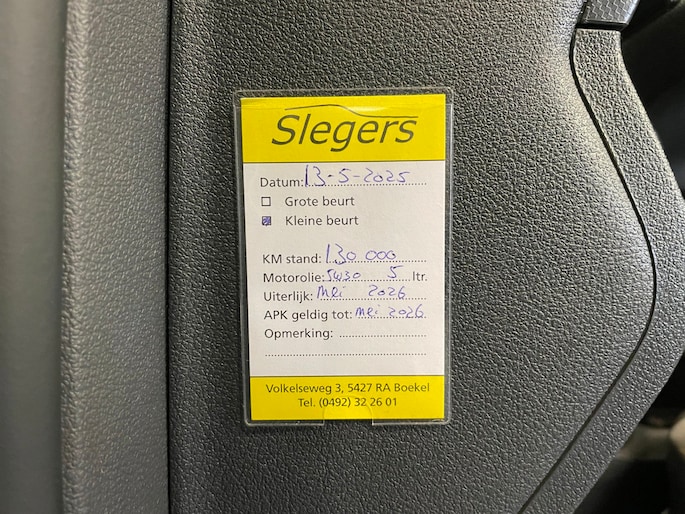 Slegers
Datum: 13-5-2025
Grote beurt
Kleine beurt
KM stand: 130 000
Motorolie: 5W30 5 ltr.
Uiterlijk: mei 2026
APK geldig tot: mei 2026
Opmerking:
Volkelseweg 3, 5427 RA Boekel
Tel. (0492) 32 26 01